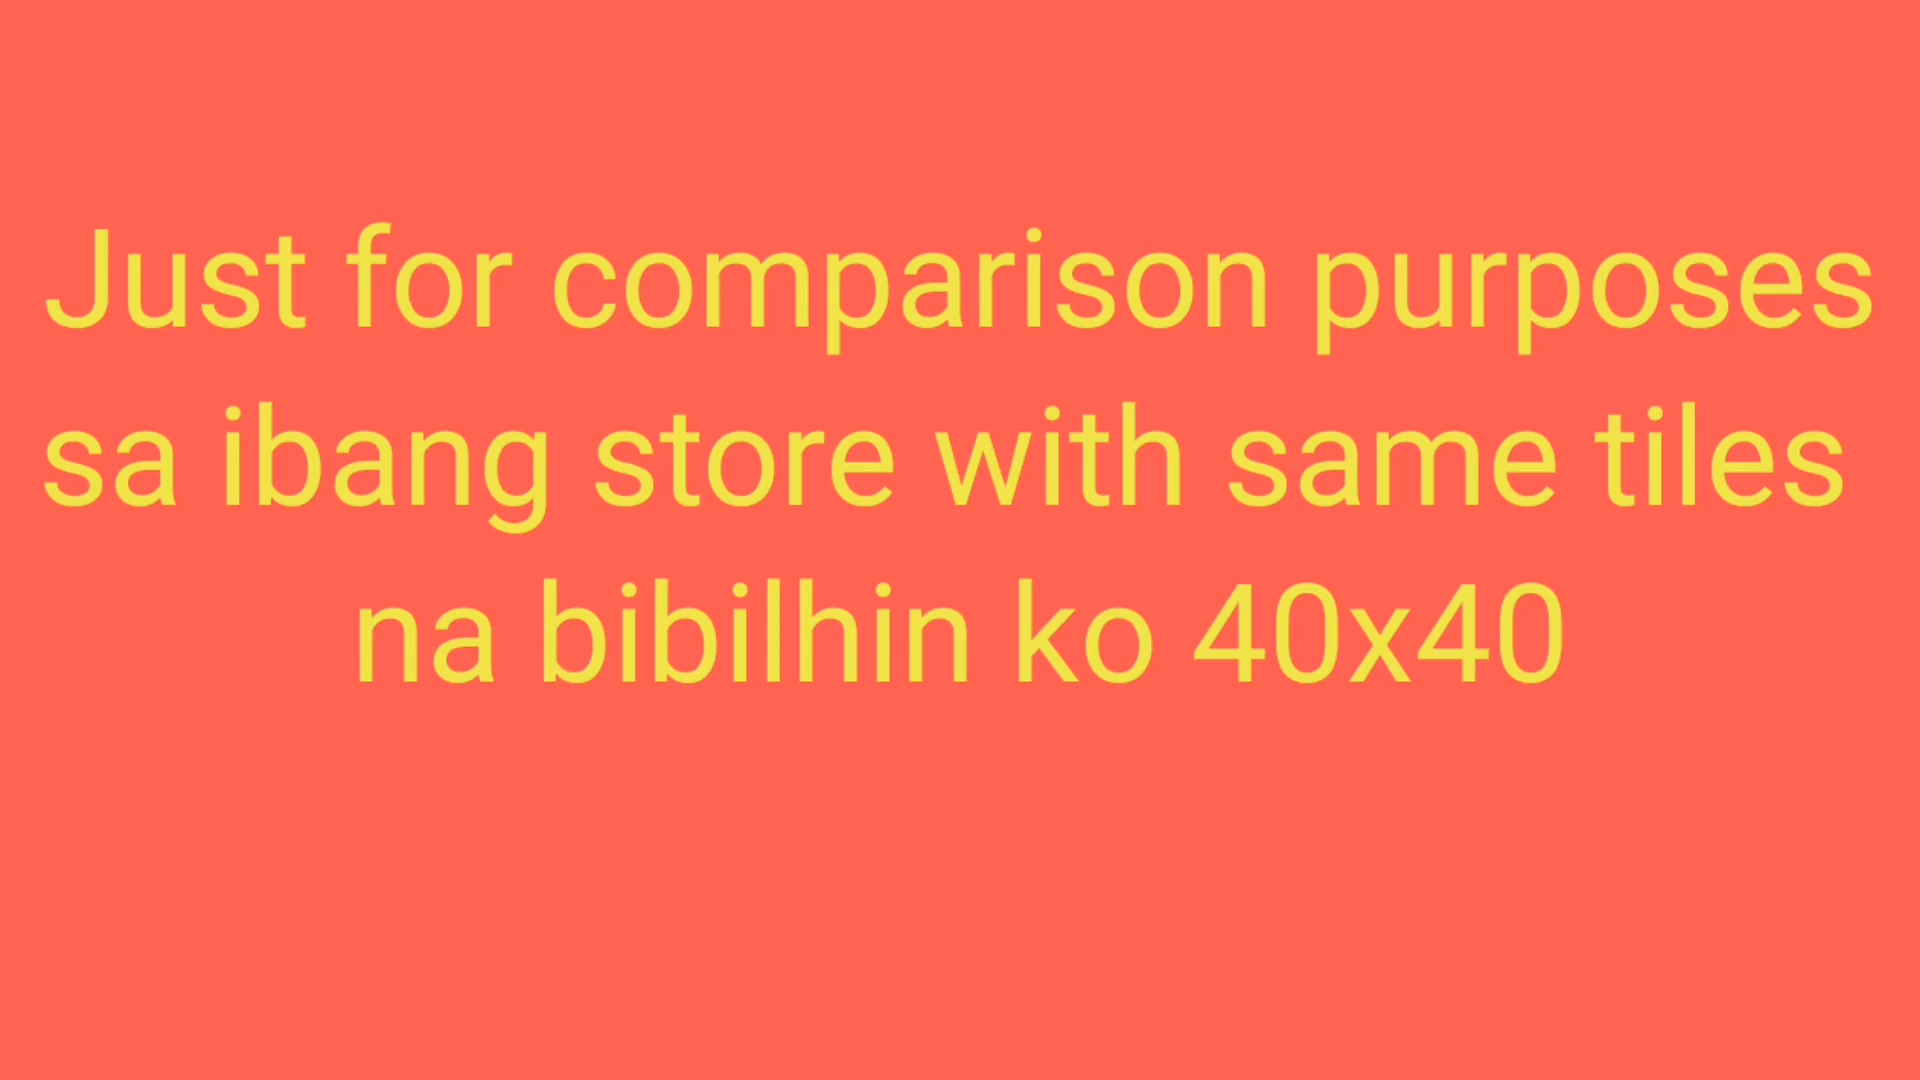 Just for comparison purposes
sa ibang store with same tiles
na bibilhin ko 40x40